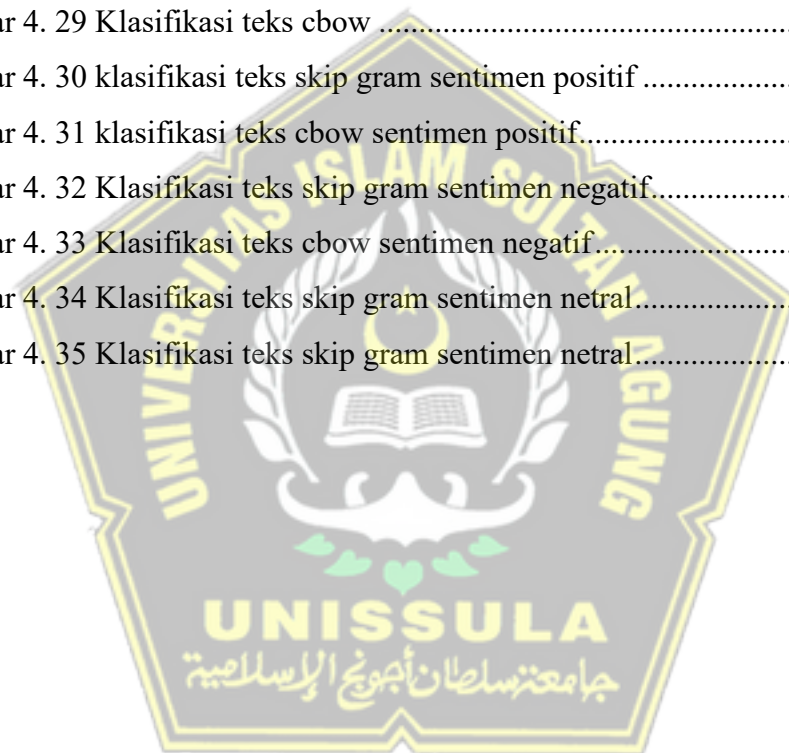 ar 4. 29 Klasifikasi teks cbow ....................................................
ar 4. 30 klasifikasi teks skip gram sentimen positif ...................
ar 4. 31 klasifikasi teks cbow sentimen positif...........................
ar 4. 32 Klasifikasi teks skip gram sentimen negatif..................
ar 4. 33 Klasifikasi teks cbow sentimen negatif.........................
ar 4. 34 Klasifikasi teks skip gram sentimen netral....................
ar 4. 35 Klasifikasi teks skip gram sentimen netral....................
UNIVERSITAS ISLAM SULTAN AGUNG
UNISSULA
جامعتسلطان أجونج الإسلامية